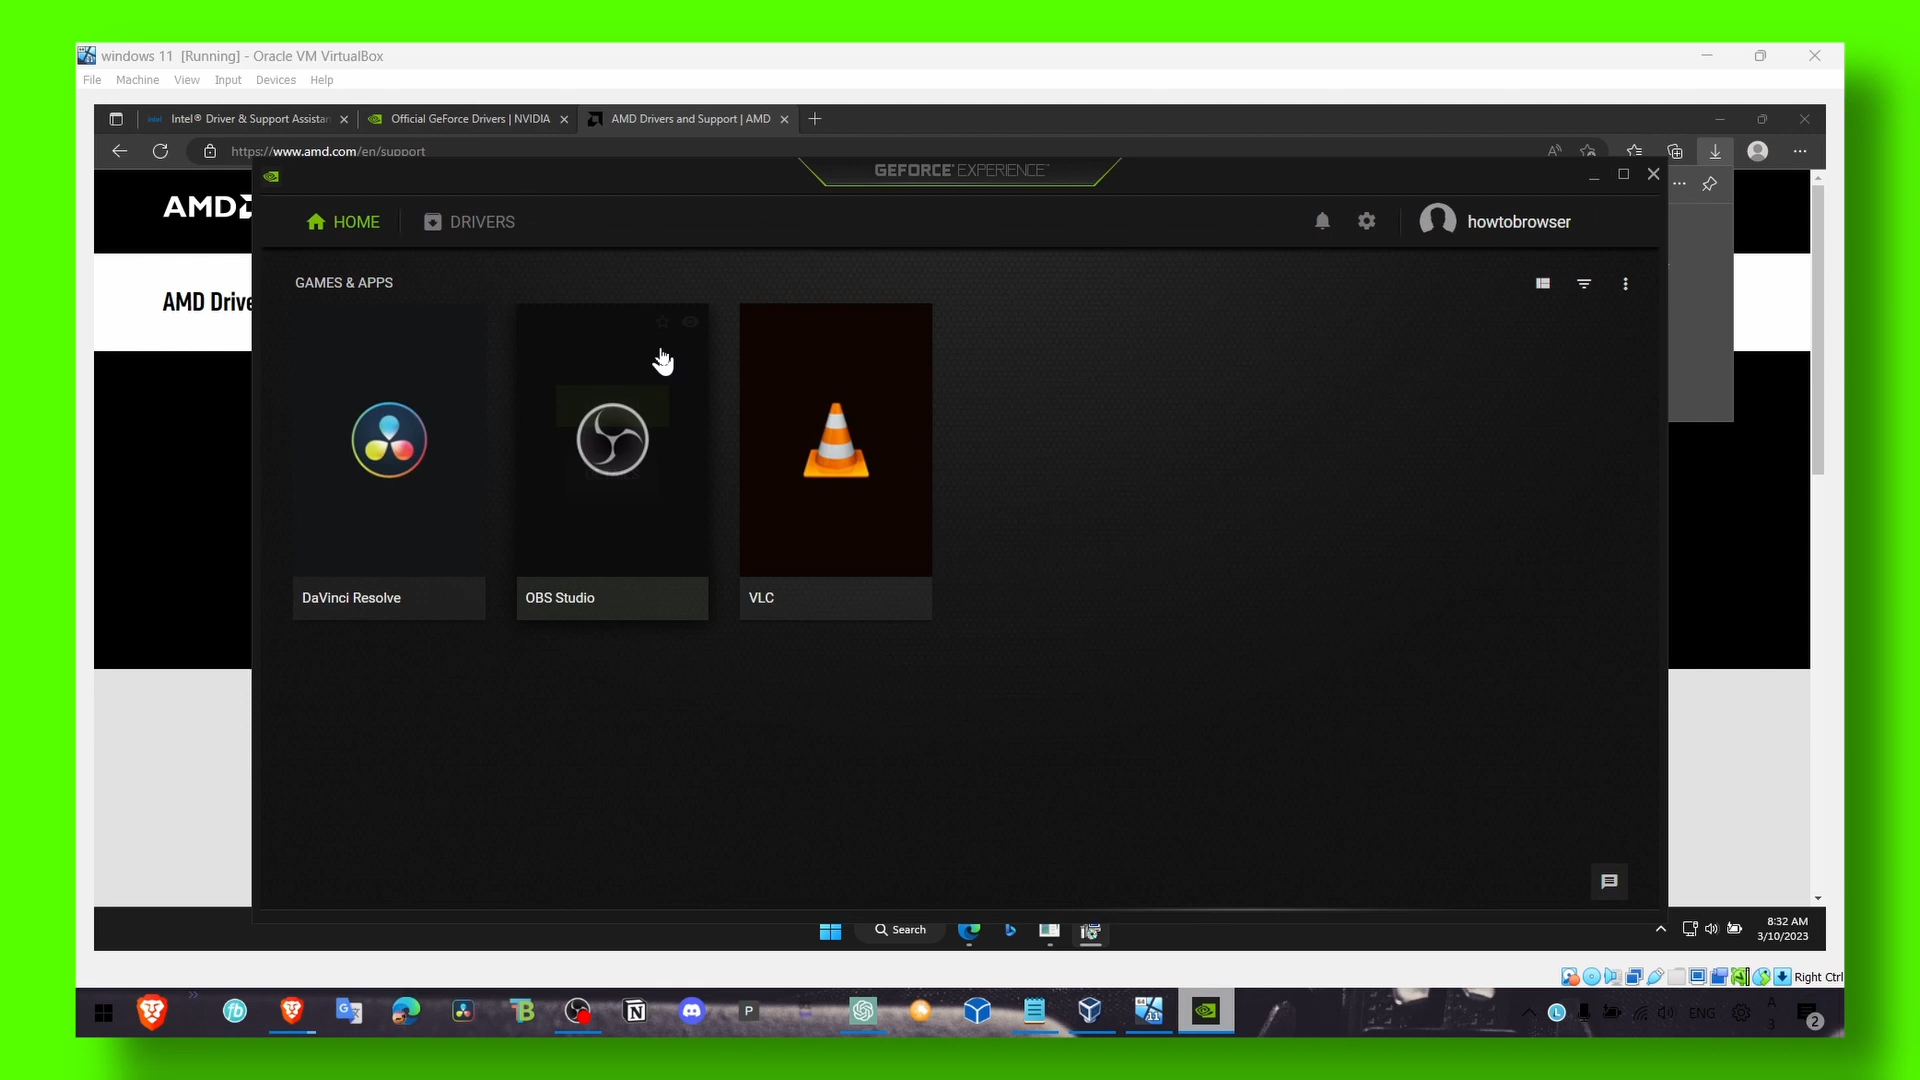 windows 11 [Running] - Oracle VM VirtualBox
File Machine View Input Devices Help
Intel® Driver & Support Assistan
Official GeForce Drivers | NVIDIA
AMD Drivers and Support | AMD
https://www.amd.com/en/support
GEFORCE EXPERIENCE
AMD
HOME
DRIVERS
howtobrowser
GAMES & APPS
AMD Drive
DaVinci Resolve
OBS Studio
VLC
Search
8:32 AM
3/10/2023
Right Ctrl
ENG
2